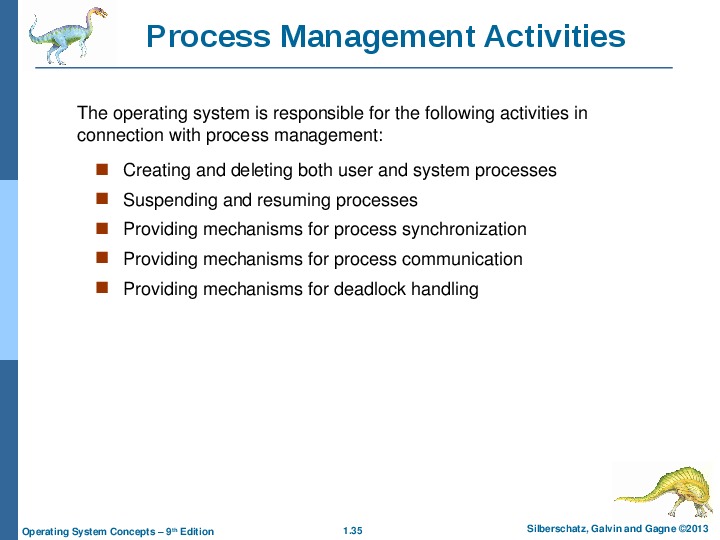 Process Management Activities
The operating system is responsible for the following activities in
connection with process management:
Creating and deleting both user and system processes
Suspending and resuming processes
Providing mechanisms for process synchronization
Providing mechanisms for process communication
Providing mechanisms for deadlock handling
Operating System Concepts – 9th Edition
1.35
Silberschatz, Galvin and Gagne ©2013